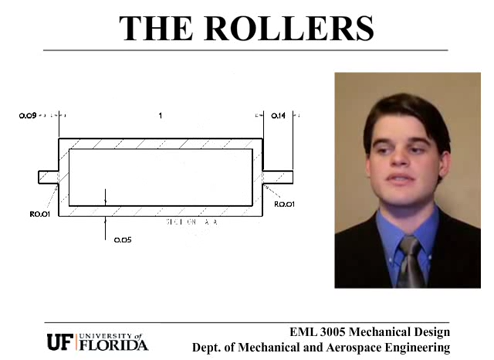 THE ROLLERS
0.09
1
0.14
R0.01
R0.01
0.05
UF UNIVERSITY of
FLORIDA
EML 3005 Mechanical Design
Dept. of Mechanical and Aerospace Engineering